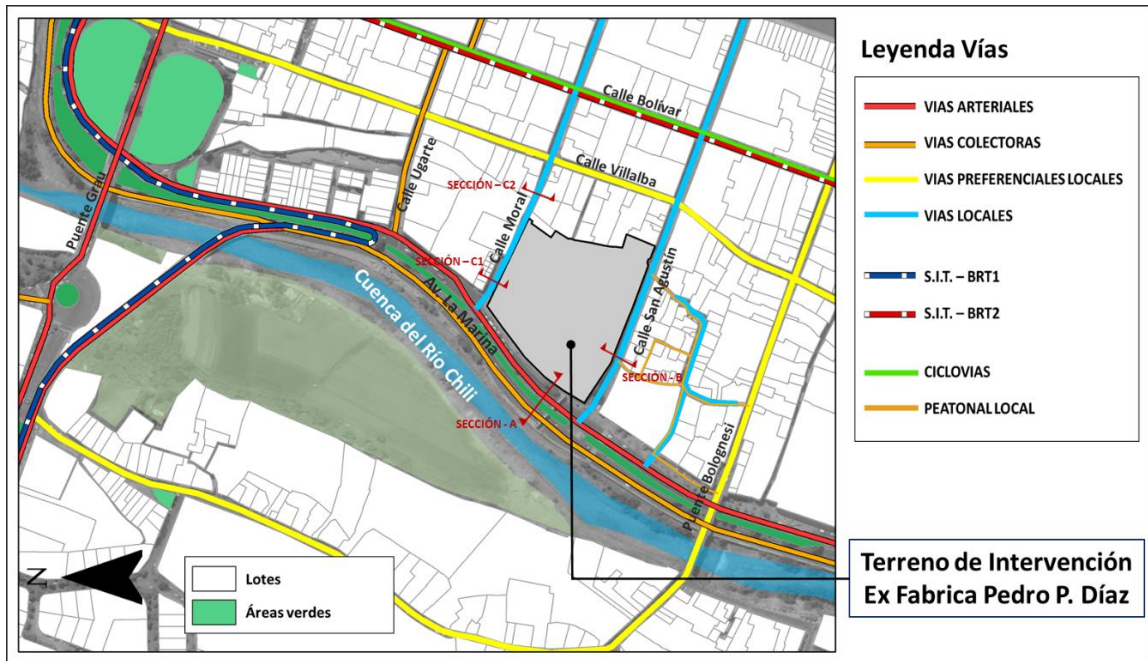 Calle Bolívar
Calle Villalba
Calle Ugarte
SECCIÓN – C2
Calle Moral
Puente Grau
SECCIÓN – C1
Calle San Agustín
Av. La Marina
Cuenca del Río Chili
SECCIÓN - B
SECCIÓN - A
Puente Bolognesi
N
Lotes
Áreas verdes
Leyenda Vías
VIAS ARTERIALES
VIAS COLECTORAS
VIAS PREFERENCIALES LOCALES
VIAS LOCALES
S.I.T. – BRT1
S.I.T. – BRT2
CICLOVIAS
PEATONAL LOCAL
Terreno de Intervención
Ex Fabrica Pedro P. Díaz